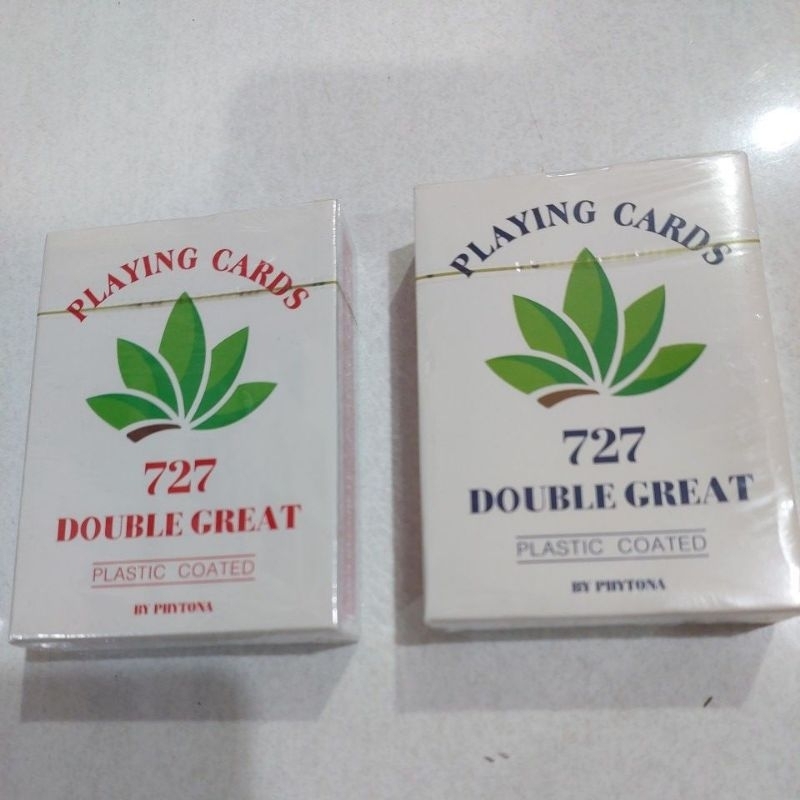 PLAYING CARDS
727
DOUBLE GREAT
PLASTIC COATED
BY PHYTONA
PLAYING CARDS
727
DOUBLE GREAT
PLASTIC COATED
BY PHYTONA